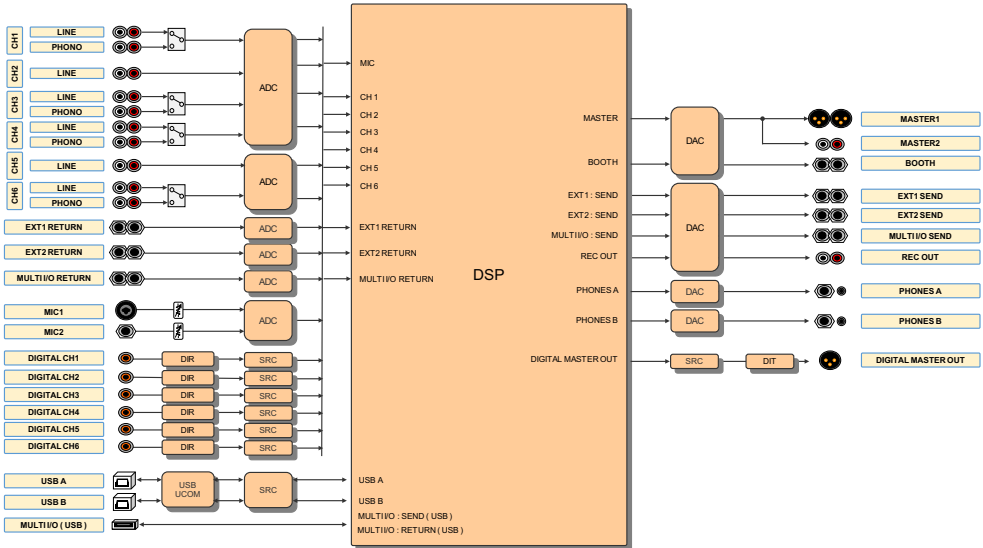 CH1
LINE
PHONO
CH2
LINE
CH3
LINE
PHONO
CH4
LINE
PHONO
CH5
LINE
CH6
LINE
PHONO
EXT1 RETURN
EXT2 RETURN
MULTI I/O RETURN
MIC1
MIC2
DIGITAL CH1
DIGITAL CH2
DIGITAL CH3
DIGITAL CH4
DIGITAL CH5
DIGITAL CH6
USB A
USB B
MULTI I/O ( USB )
ADC
ADC
ADC
ADC
ADC
ADC
DIR
SRC
DIR
SRC
DIR
SRC
DIR
SRC
DIR
SRC
DIR
SRC
USB
UCOM
SRC
MIC
CH 1
CH 2
CH 3
CH 4
CH 5
CH 6
EXT1 RETURN
EXT2 RETURN
MULTI I/O RETURN
USB A
USB B
MULTI I/O : SEND ( USB )
MULTI I/O : RETURN ( USB )
DSP
MASTER
BOOTH
EXT1 : SEND
EXT2 : SEND
MULTI I/O : SEND
REC OUT
PHONES A
PHONES B
DIGITAL MASTER OUT
DAC
DAC
DAC
DAC
SRC
DIT
MASTER1
MASTER2
BOOTH
EXT1 SEND
EXT2 SEND
MULTI I/O SEND
REC OUT
PHONES A
PHONES B
DIGITAL MASTER OUT